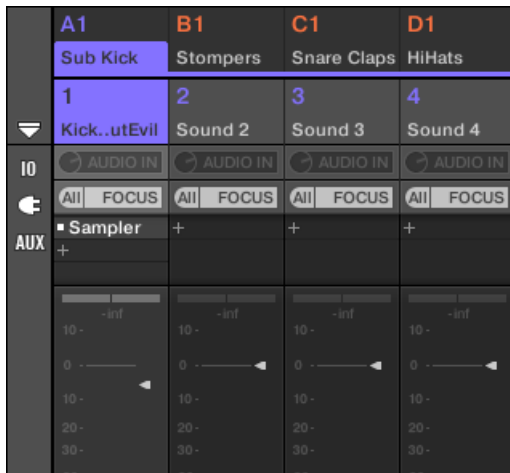 A1 B1 C1 D1
Sub Kick Stompers Snare Claps HiHats
1 2 3 4
Kick..utEvil Sound 2 Sound 3 Sound 4
IO AUDIO IN AUDIO IN AUDIO IN AUDIO IN
All FOCUS All FOCUS All FOCUS All FOCUS
Sampler + + +
AUX +
-inf -inf -inf -inf
10- 10- 10- 10-
0 - 0 - 0 - 0 -
10- 10- 10- 10-
20- 20- 20- 20-
30- 30- 30- 30-